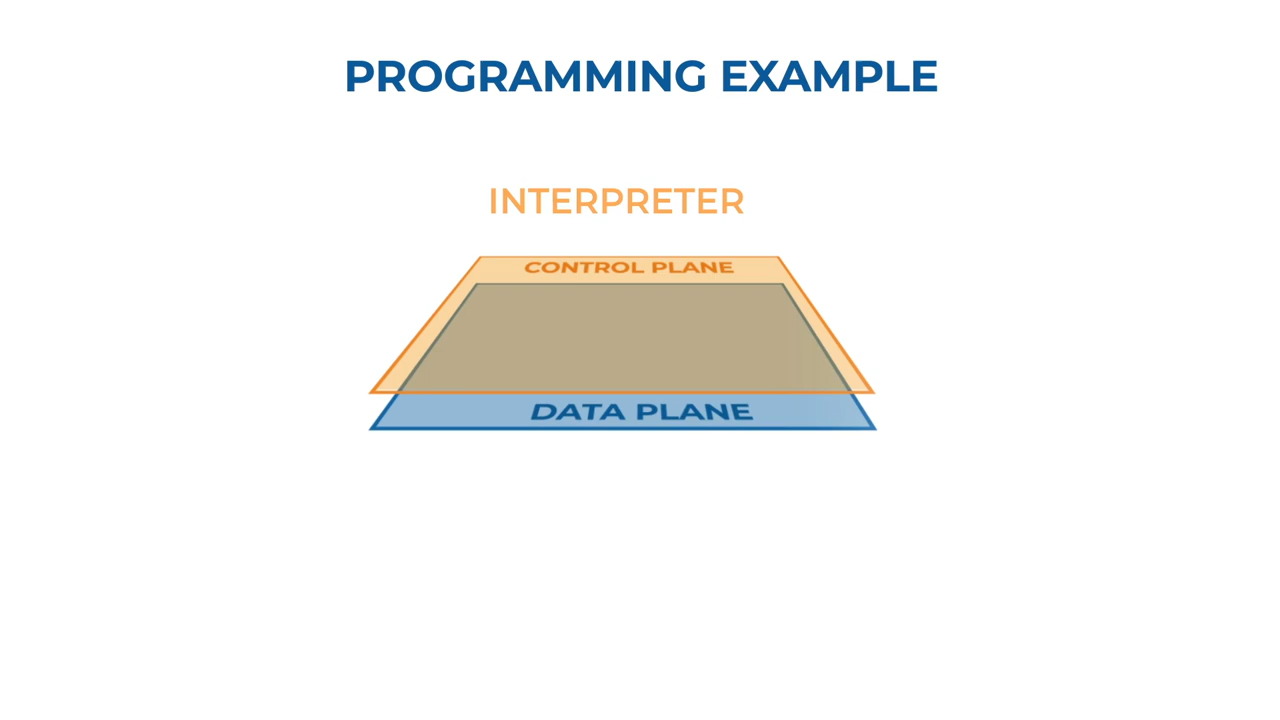 PROGRAMMING EXAMPLE
INTERPRETER
CONTROL PLANE
DATA PLANE